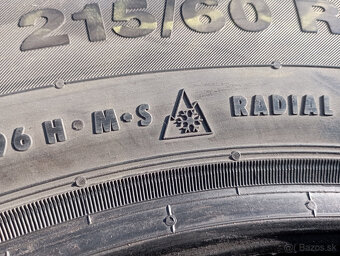 215/60 R
96 H • M • S RADIAL
Bazos.sk